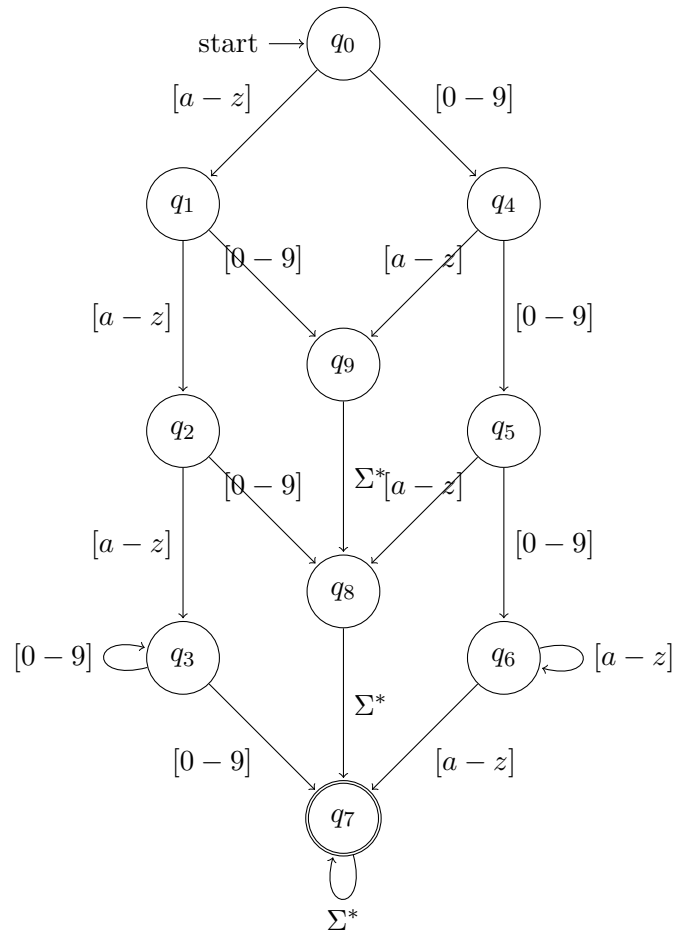 start q0
[a − z] [0 − 9]
q1 q4
[0 − 9] [a − z]
[a − z] [0 − 9]
q9
q2 q5
[0 − 9] Σ* [a − z]
[a − z] [0 − 9]
q8
[0 − 9] q3 q6 [a − z]
Σ*
[0 − 9] [a − z]
q7
Σ*